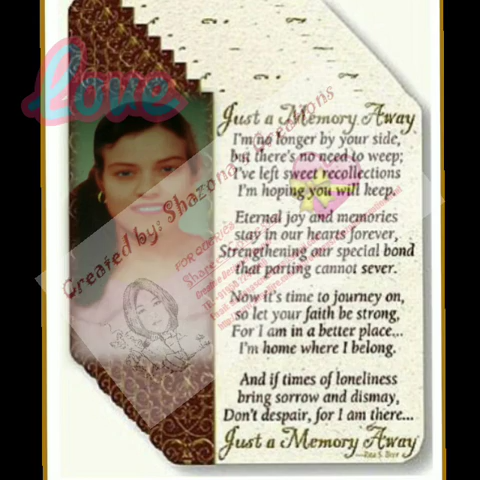 love
Just a Memory Away
I'm no longer by your side,
but there's no need to weep;
I've left sweet recollections
I'm hoping you will keep.
Eternal joy and memories
stay in our hearts forever,
Strengthening our special bond
that parting cannot sever.
Now it's time to journey on,
so let your faith be strong,
For I am in a better place...
I'm home where I belong.
And if times of loneliness
bring sorrow and dismay,
Don't despair, for I am there...
Just a Memory Away
Created by: Shazona's Creations
FOR COPRICE